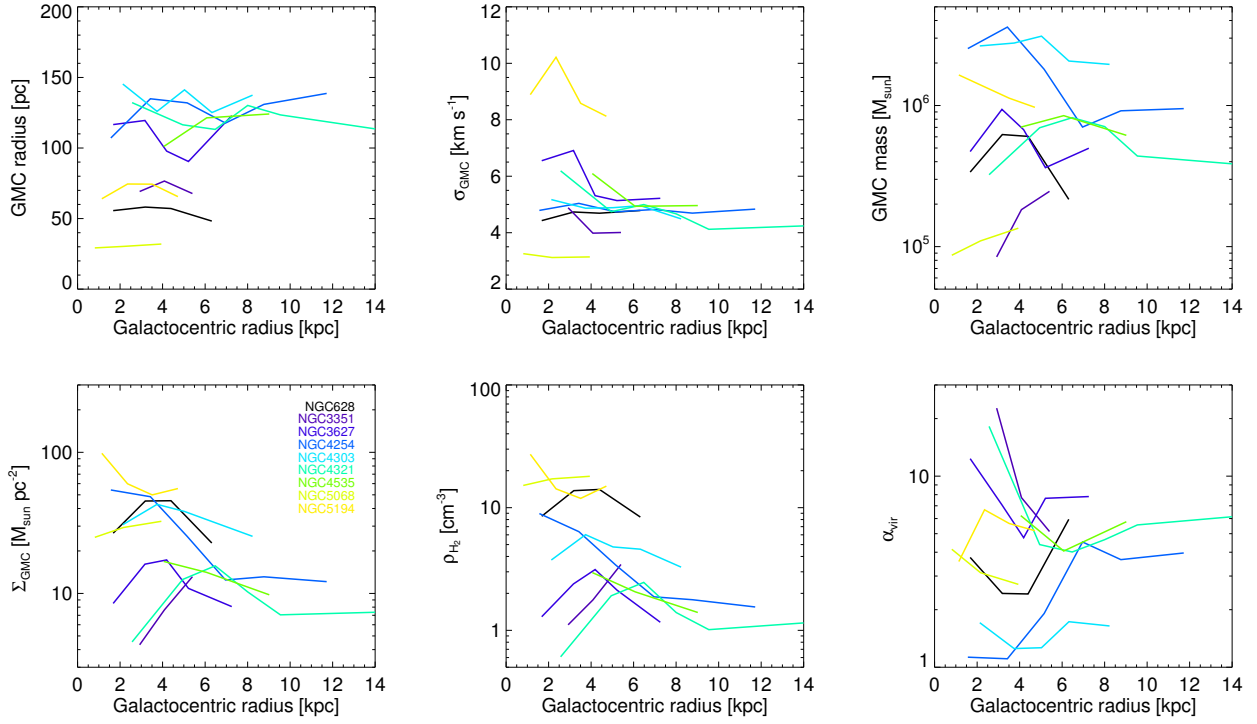 200
150
100
50
0
GMC radius [pc]
0 2 4 6 8 10 12 14
Galactocentric radius [kpc]
12
10
8
6
4
2
σGMC [km s-1]
0 2 4 6 8 10 12 14
Galactocentric radius [kpc]
10^6
10^5
GMC mass [Msun]
0 2 4 6 8 10 12 14
Galactocentric radius [kpc]
100
10
ΣGMC [Msun pc-2]
NGC628
NGC3351
NGC3627
NGC4254
NGC4303
NGC4321
NGC4535
NGC5068
NGC5194
0 2 4 6 8 10 12 14
Galactocentric radius [kpc]
100
10
1
ρH2 [cm-3]
0 2 4 6 8 10 12 14
Galactocentric radius [kpc]
10
1
αvir
0 2 4 6 8 10 12 14
Galactocentric radius [kpc]